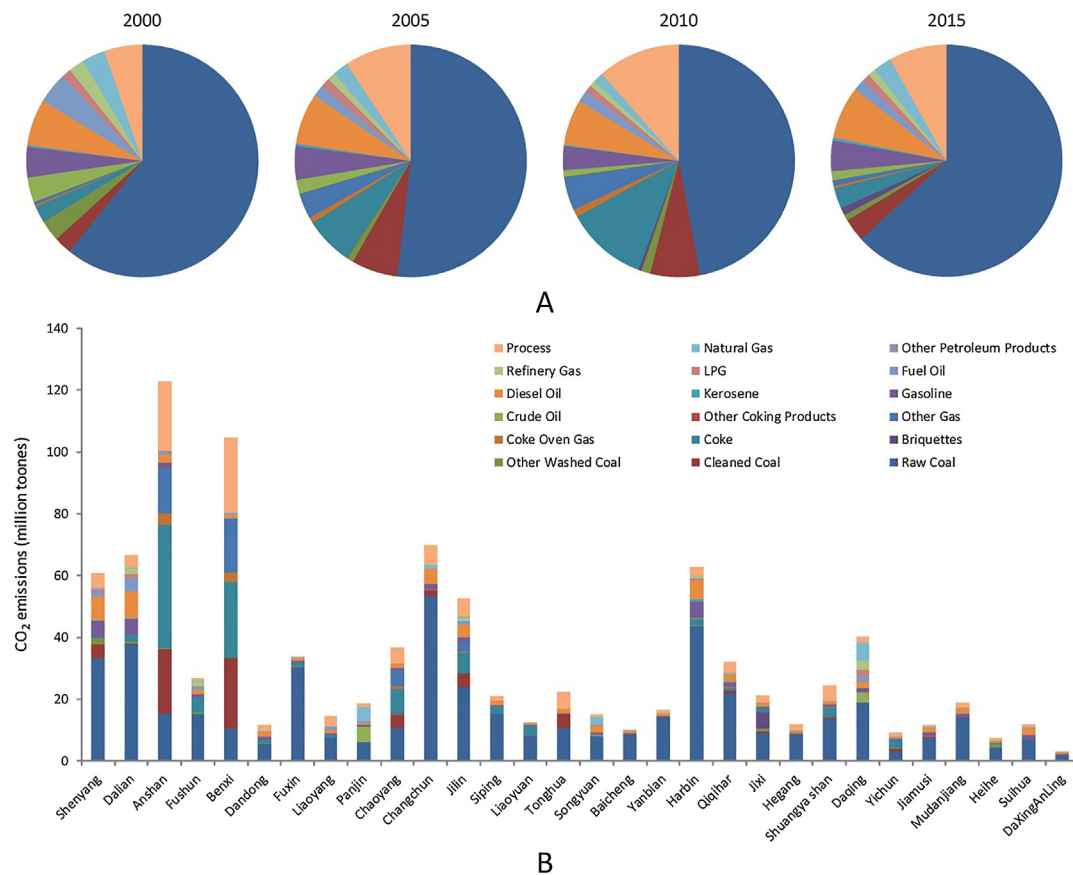 A
2000 2005 2010 2015
A
140
120
100
80
60
40
20
0
CO₂ emissions (million toones)
Process Natural Gas Other Petroleum Products
Refinery Gas LPG Fuel Oil
Diesel Oil Kerosene Gasoline
Crude Oil Other Coking Products Other Gas
Coke Oven Gas Coke Briquettes
Other Washed Coal Cleaned Coal Raw Coal
Shenyang
Dalian
Anshan
Fushun
Benxi
Dandong
Fuxin
Liaoyang
Panjin
Chaoyang
Changchun
Jilin
Siping
Liaoyuan
Tonghua
Songyuan
Baicheng
Yanbian
Harbin
Qiqihar
Jixi
Hegang
Shuangya shan
Daqing
Yichun
Jiamusi
Mudanjiang
Heihe
Suihua
DaXingAnLing
B